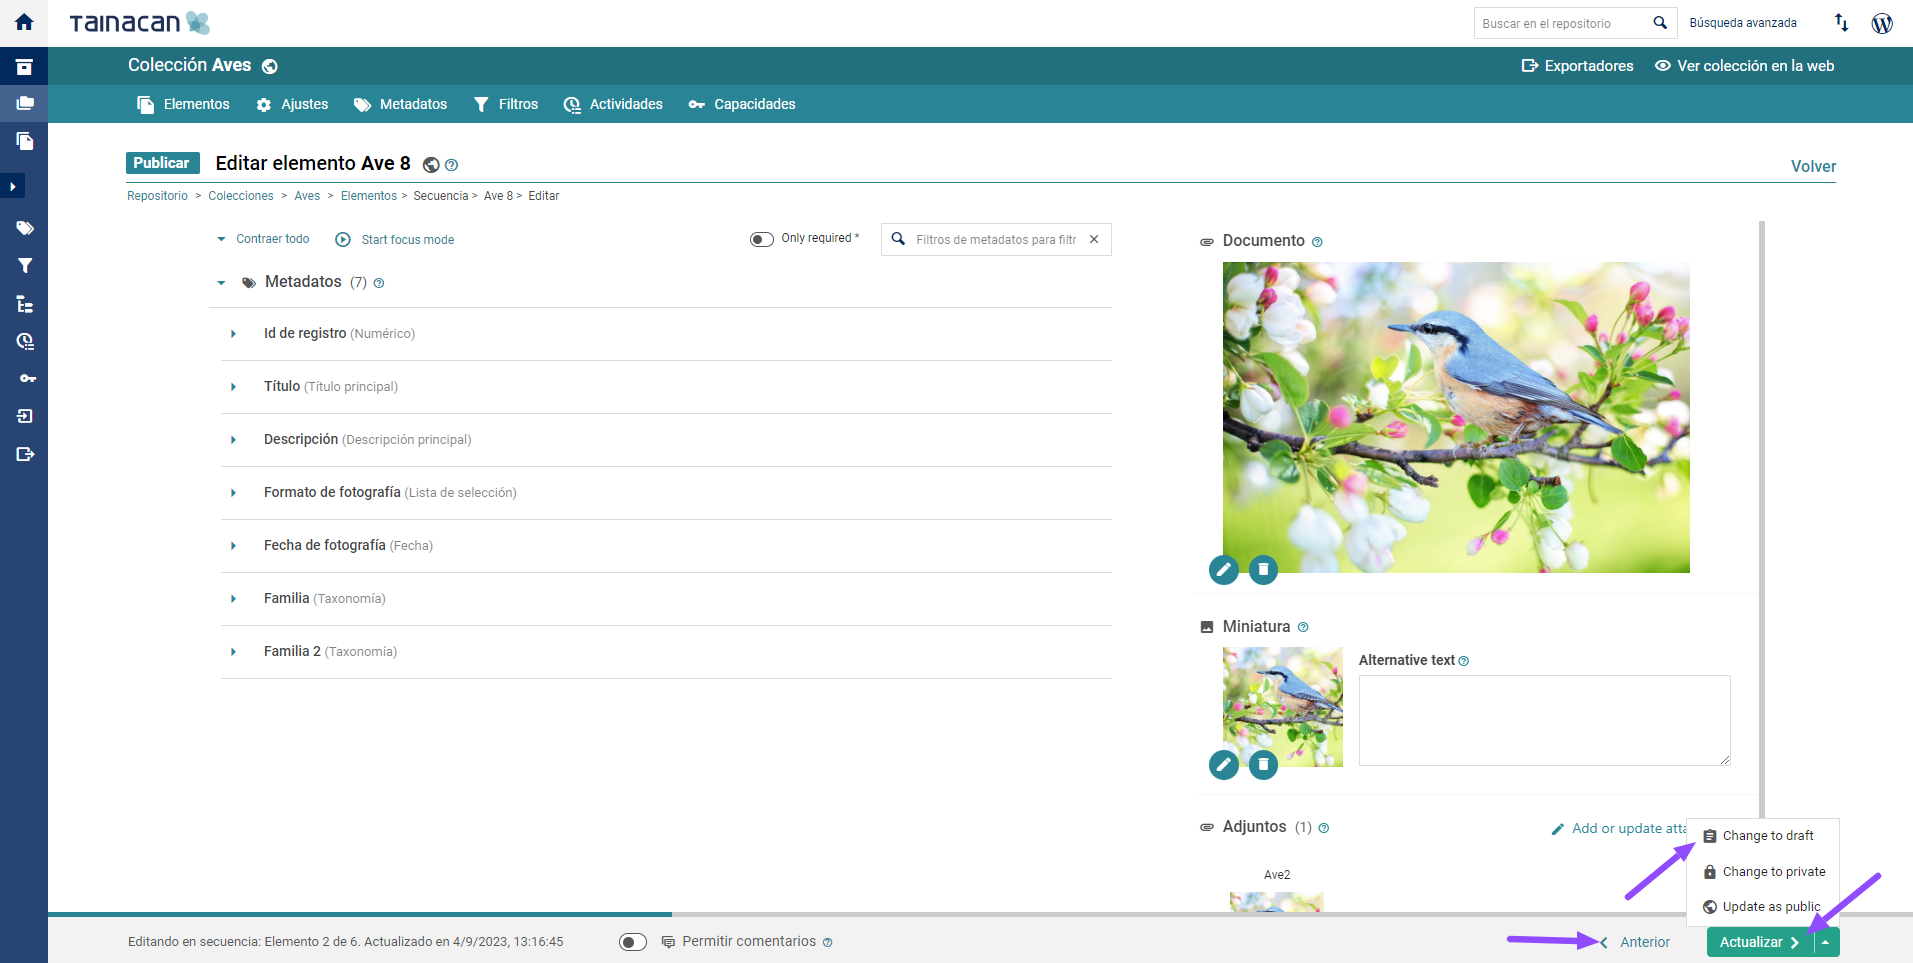 TAINACAN
Buscar en el repositorio
Búsqueda avanzada
Colección Aves
Exportadores
Ver colección en la web
Elementos
Ajustes
Metadatos
Filtros
Actividades
Capacidades
Publicar
Editar elemento Ave 8
Volver
Repositorio > Colecciones > Aves > Elementos > Secuencia > Ave 8 > Editar
Contraer todo
Start focus mode
Only required *
Filtros de metadatos para filtr
Metadatos (7)
Id de registro (Numérico)
Título (Título principal)
Descripción (Descripción principal)
Formato de fotografía (Lista de selección)
Fecha de fotografía (Fecha)
Familia (Taxonomía)
Familia 2 (Taxonomía)
Documento
Miniatura
Alternative text
Adjuntos (1)
Add or update atta
Ave2
Change to draft
Change to private
Update as public
Editando en secuencia: Elemento 2 de 6. Actualizado en 4/9/2023, 13:16:45
Permitir comentarios
Anterior
Actualizar